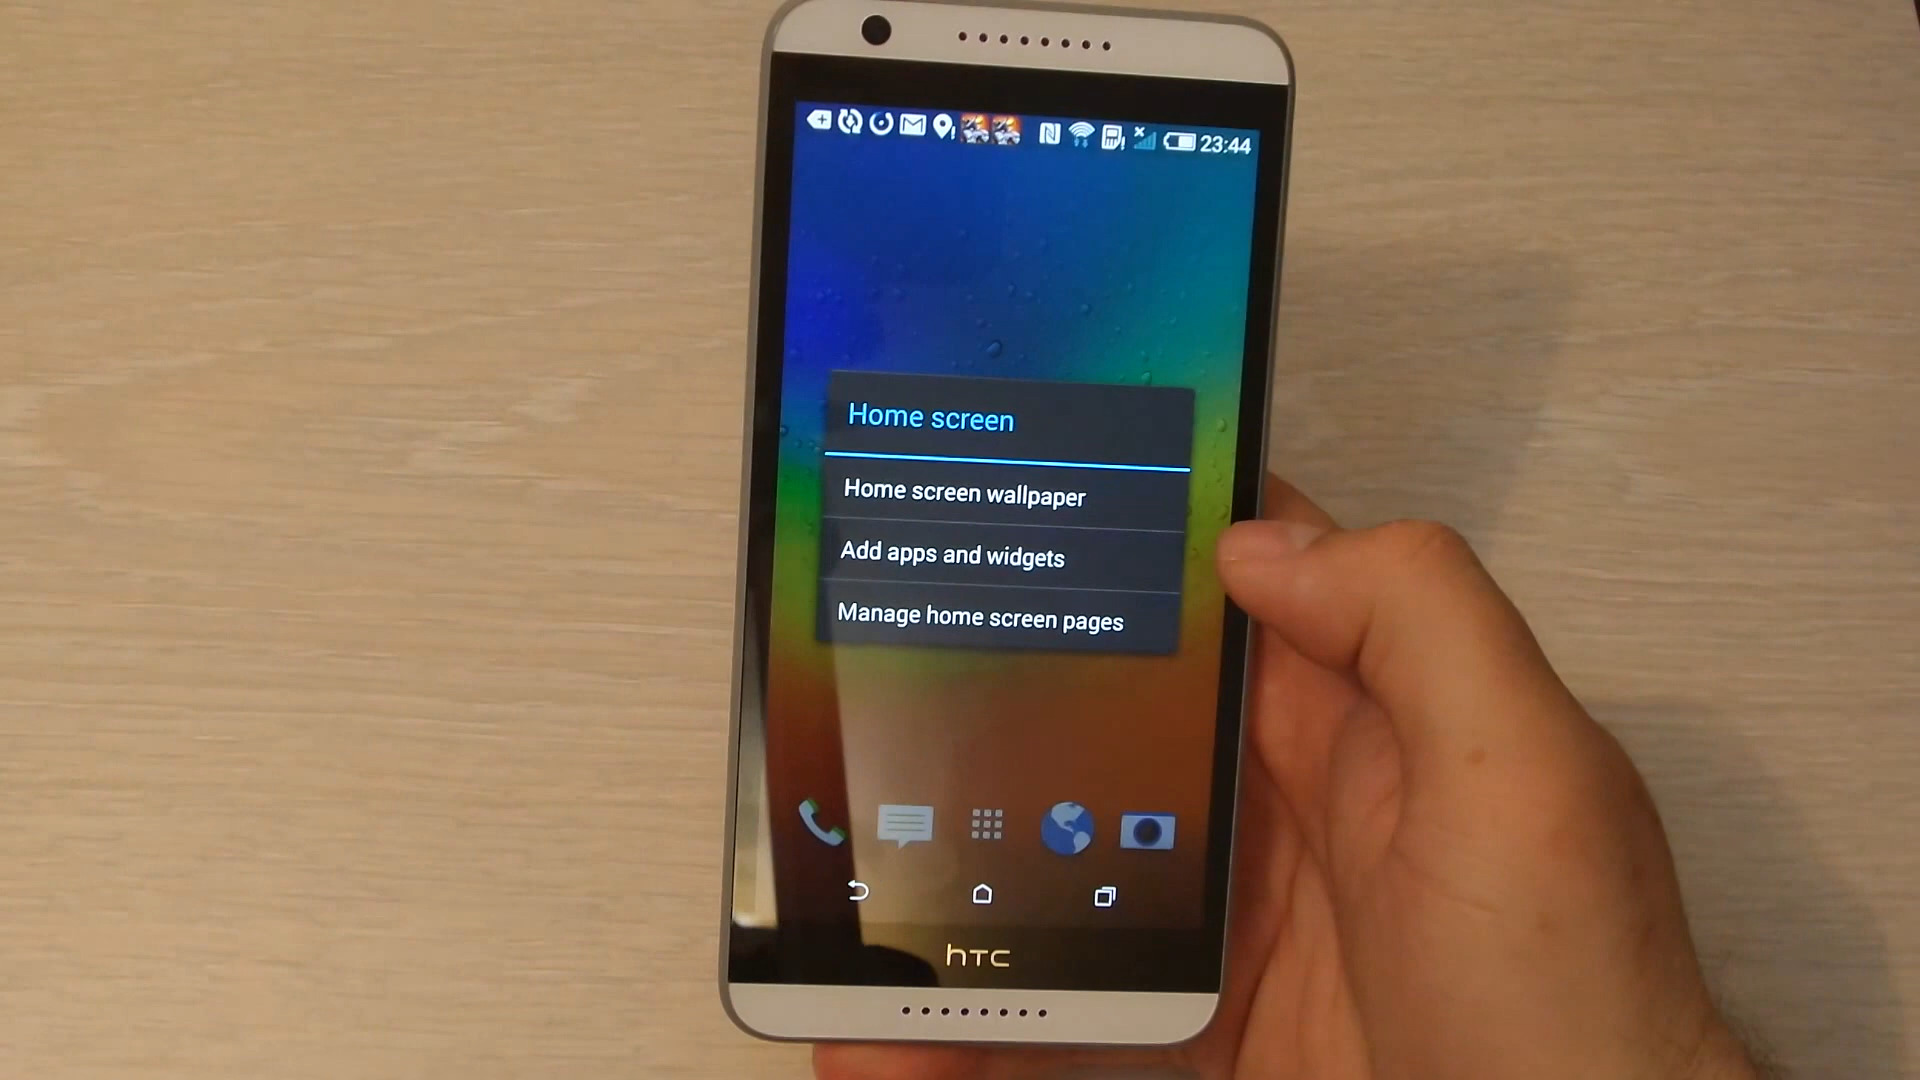 23:44
Home screen
Home screen wallpaper
Add apps and widgets
Manage home screen pages
hTC